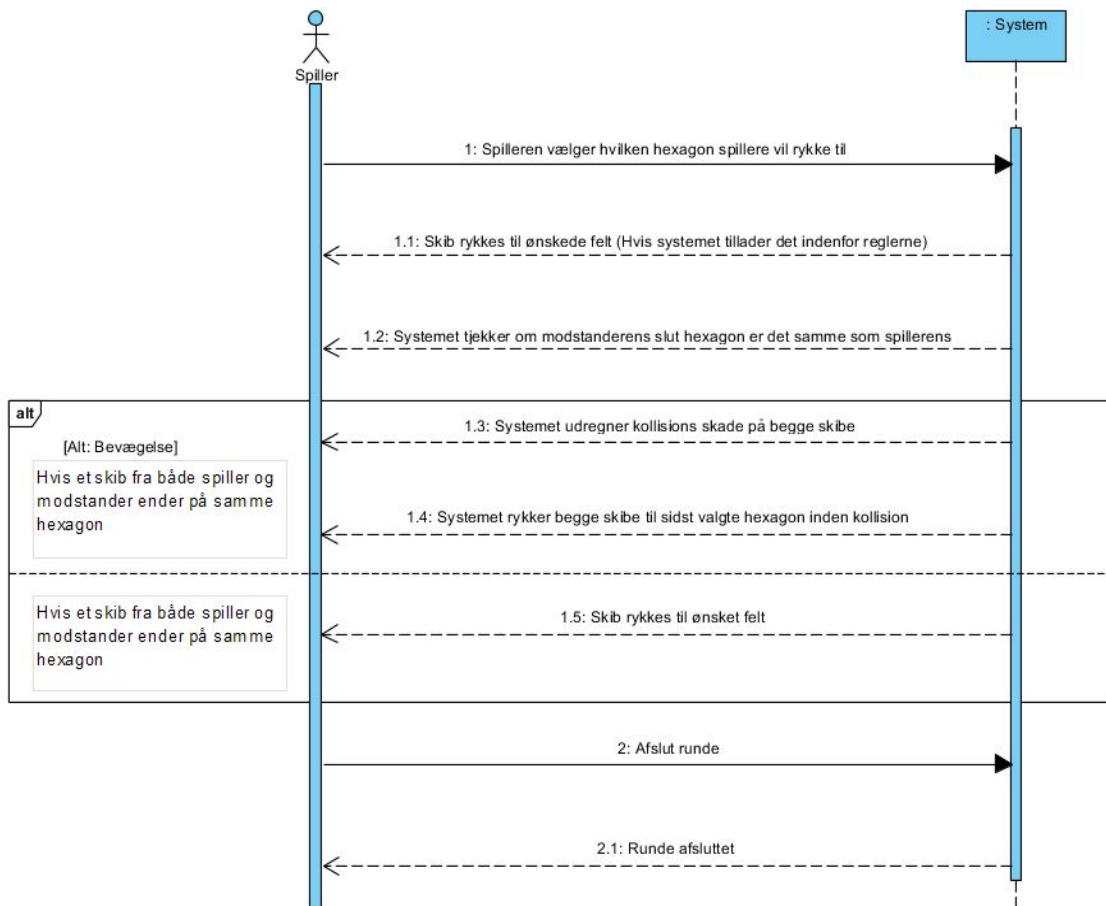 : System
Spiller
1: Spilleren vælger hvilken hexagon spillere vil rykke til
1.1: Skib rykkes til ønskede felt (Hvis systemet tillader det indenfor reglerne)
1.2: Systemet tjekker om modstanderens slut hexagon er det samme som spillerens
alt
1.3: Systemet udregner kollisions skade på begge skibe
[Alt: Bevægelse]
Hvis et skib fra både spiller og
modstander ender på samme
hexagon
1.4: Systemet rykker begge skibe til sidst valgte hexagon inden kollision
Hvis et skib fra både spiller og
modstander ender på samme
hexagon
1.5: Skib rykkes til ønsket felt
2: Afslut runde
2.1: Runde afsluttet